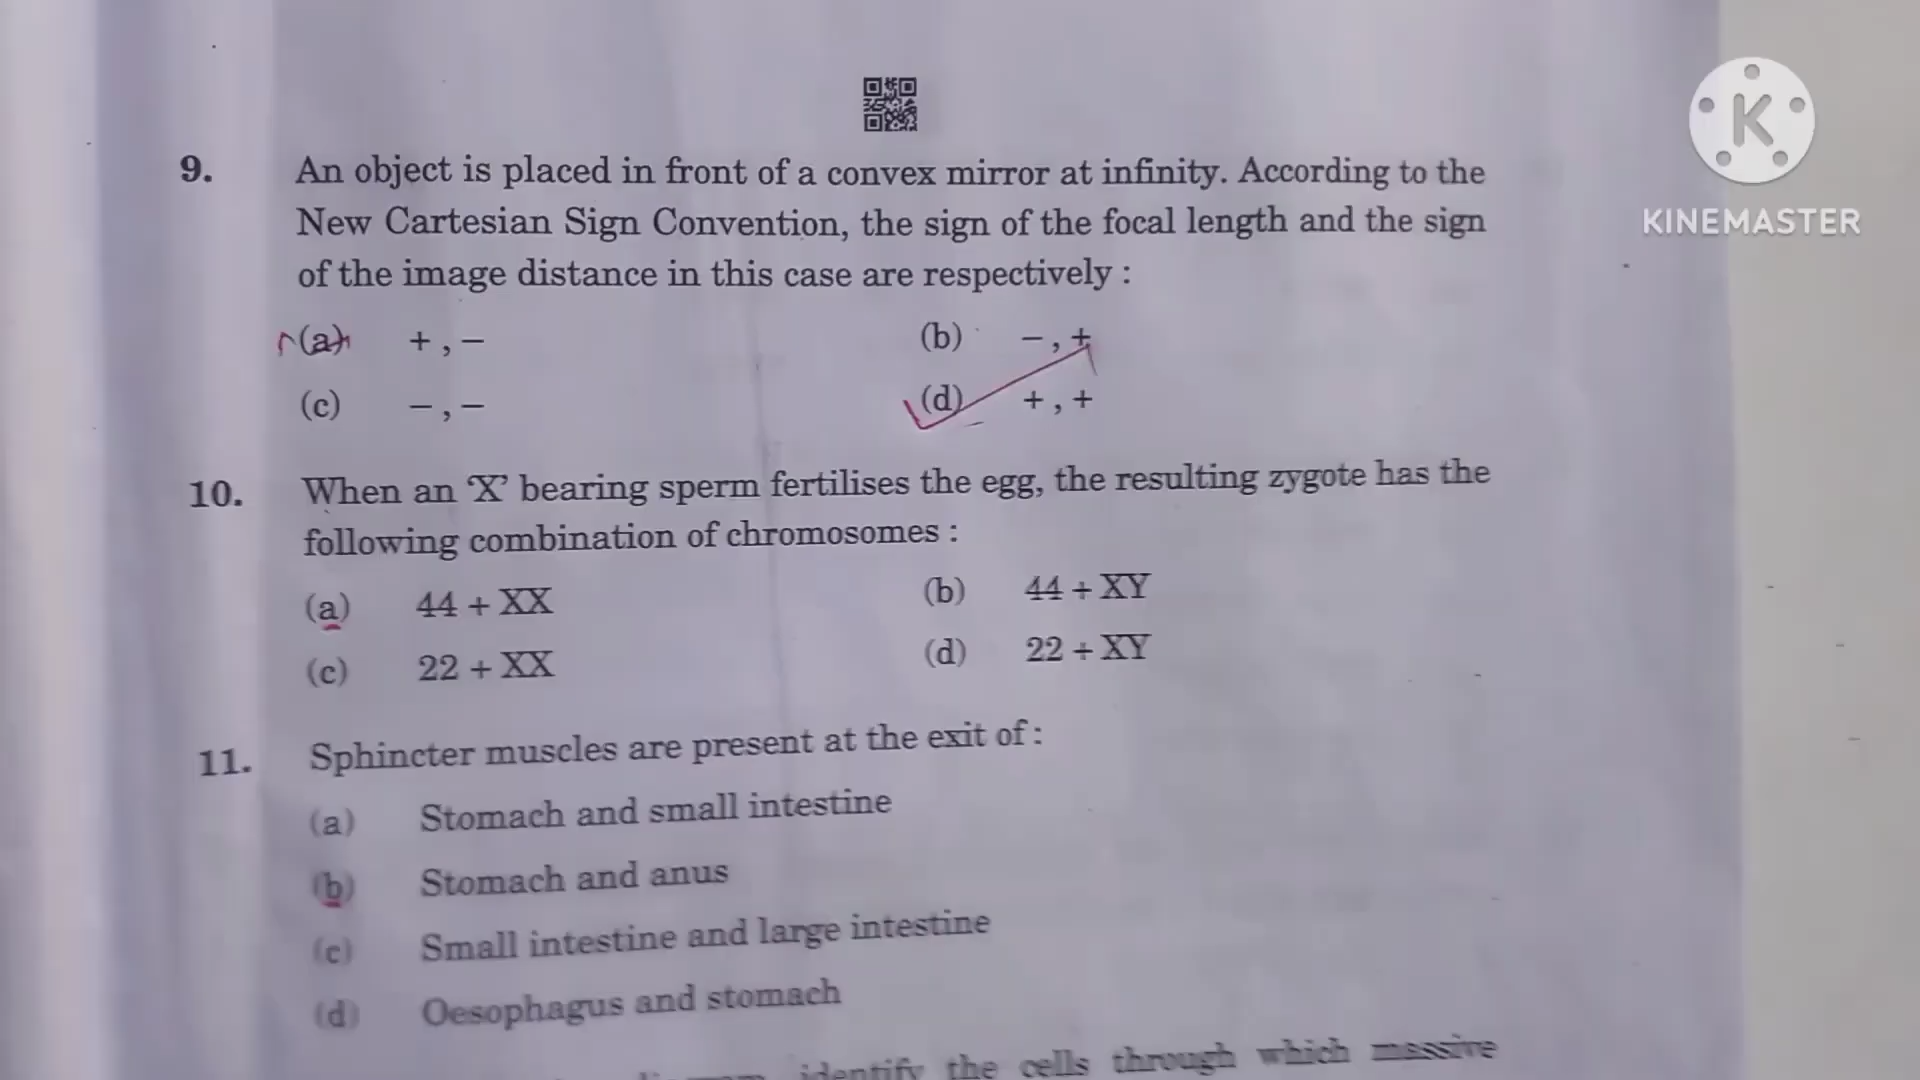 9. An object is placed in front of a convex mirror at infinity. According to the
New Cartesian Sign Convention, the sign of the focal length and the sign
of the image distance in this case are respectively :
(a) + , – (b) – , +
(c) – , – (d) + , +
10. When an ‘X’ bearing sperm fertilises the egg, the resulting zygote has the
following combination of chromosomes :
(a) 44 + XX (b) 44 + XY
(c) 22 + XX (d) 22 + XY
11. Sphincter muscles are present at the exit of :
(a) Stomach and small intestine
(b) Stomach and anus
(c) Small intestine and large intestine
(d) Oesophagus and stomach
diagram, identify the cells through which massive
K
KINEMASTER